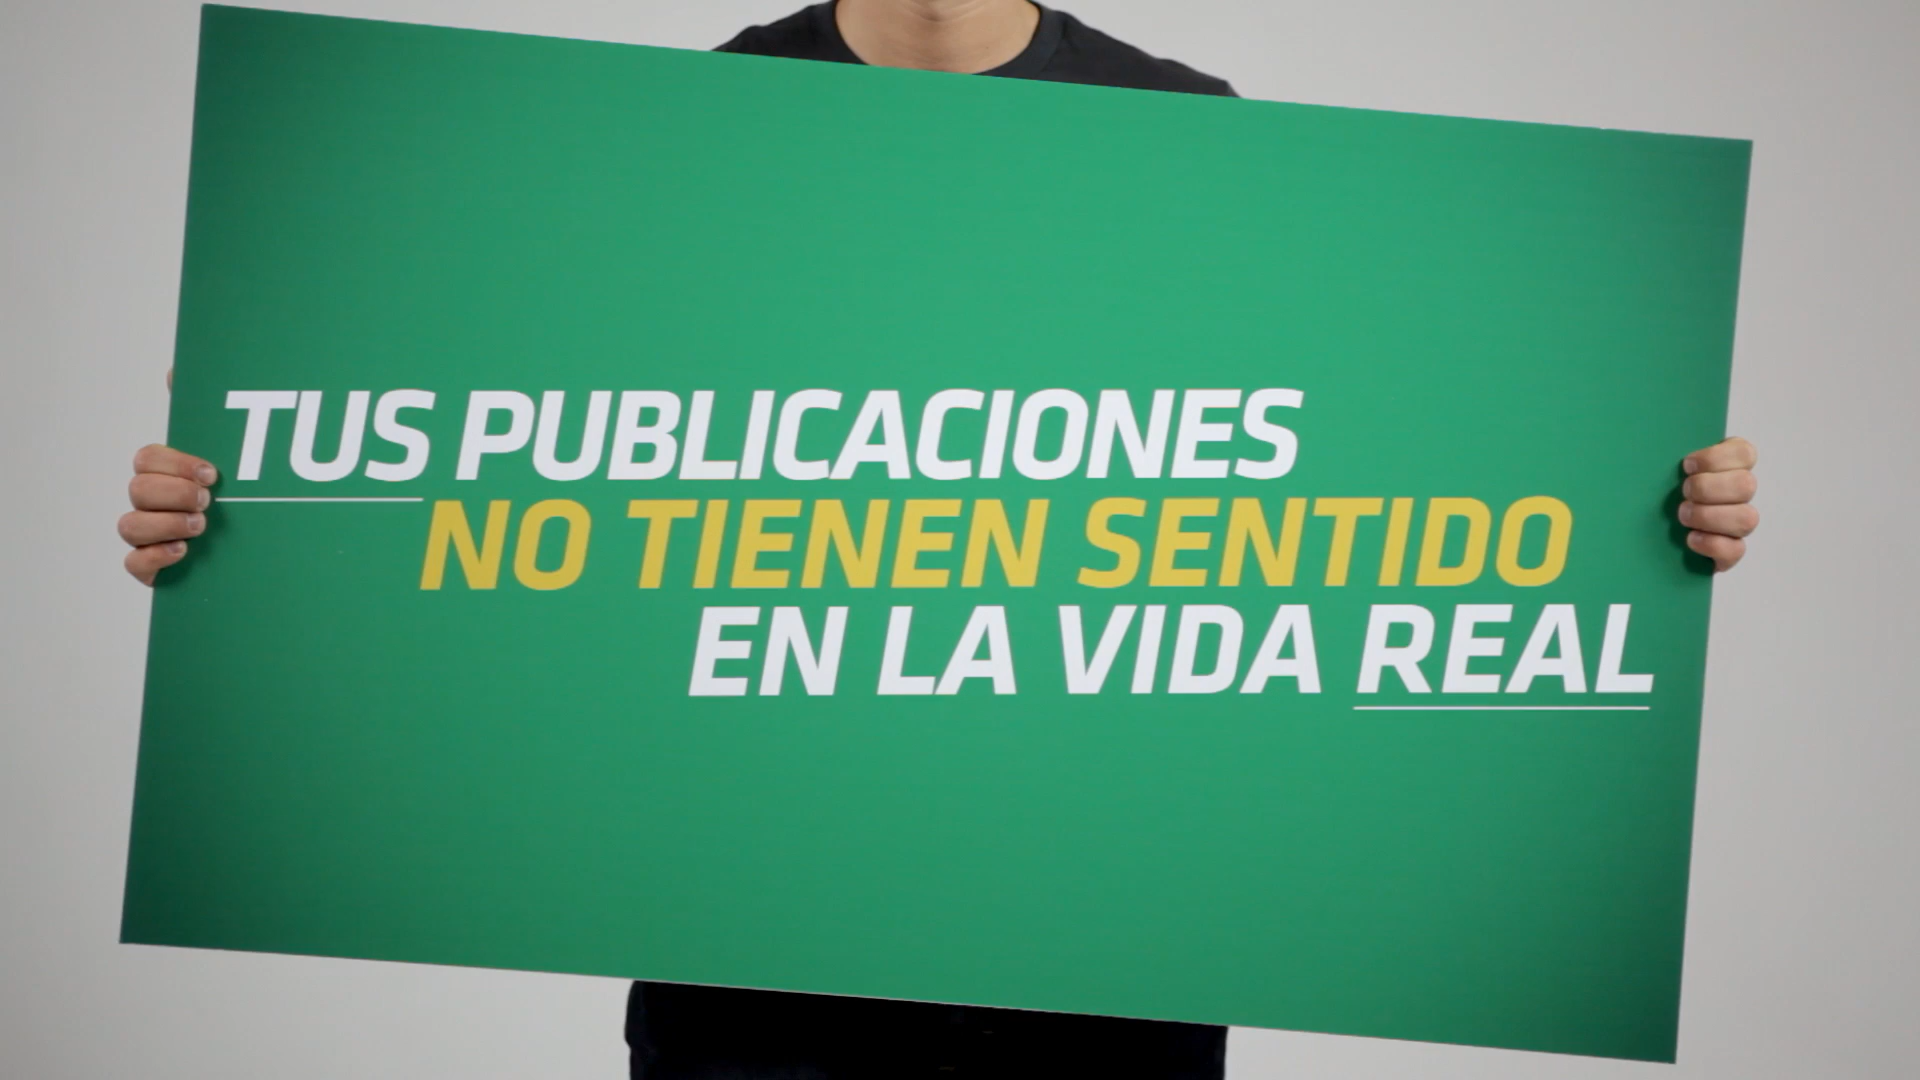 TUS PUBLICACIONES
NO TIENEN SENTIDO
EN LA VIDA REAL